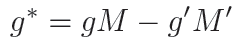 g* = gM − g′M′